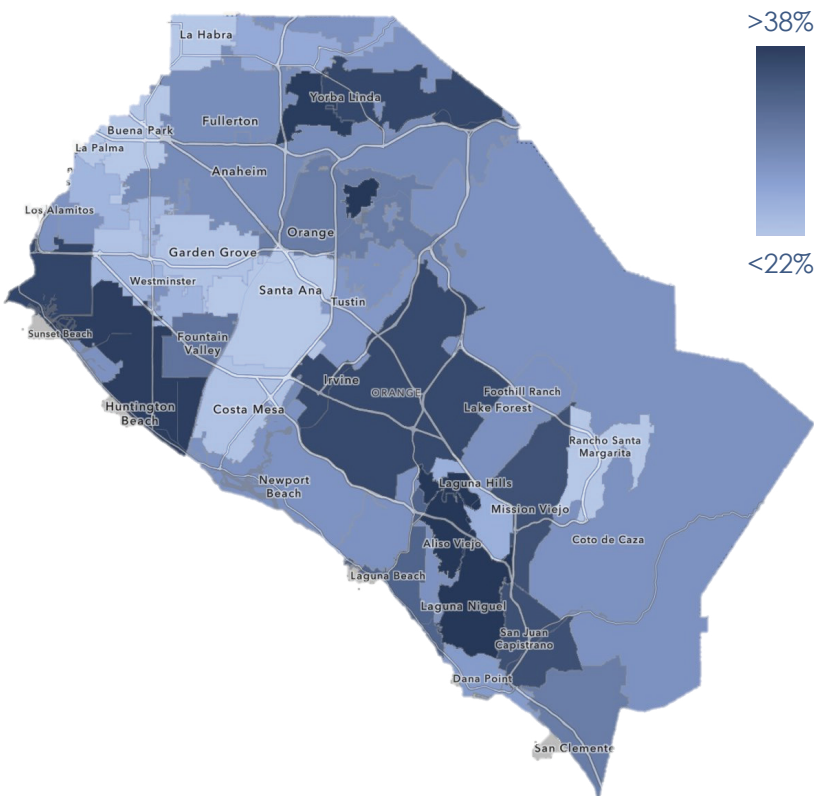 >38%
<22%
La Habra
Yorba Linda
Fullerton
Buena Park
La Palma
Anaheim
Los Alamitos
Orange
Garden Grove
Westminster
Santa Ana
Tustin
Sunset Beach
Fountain
Valley
Irvine
ORANGE
Foothill Ranch
Lake Forest
Huntington
Beach
Costa Mesa
Rancho Santa
Margarita
Newport
Beach
Laguna Hills
Mission Viejo
Coto de Caza
Aliso Viejo
Laguna Beach
Laguna Niguel
San Juan
Capistrano
Dana Point
San Clemente